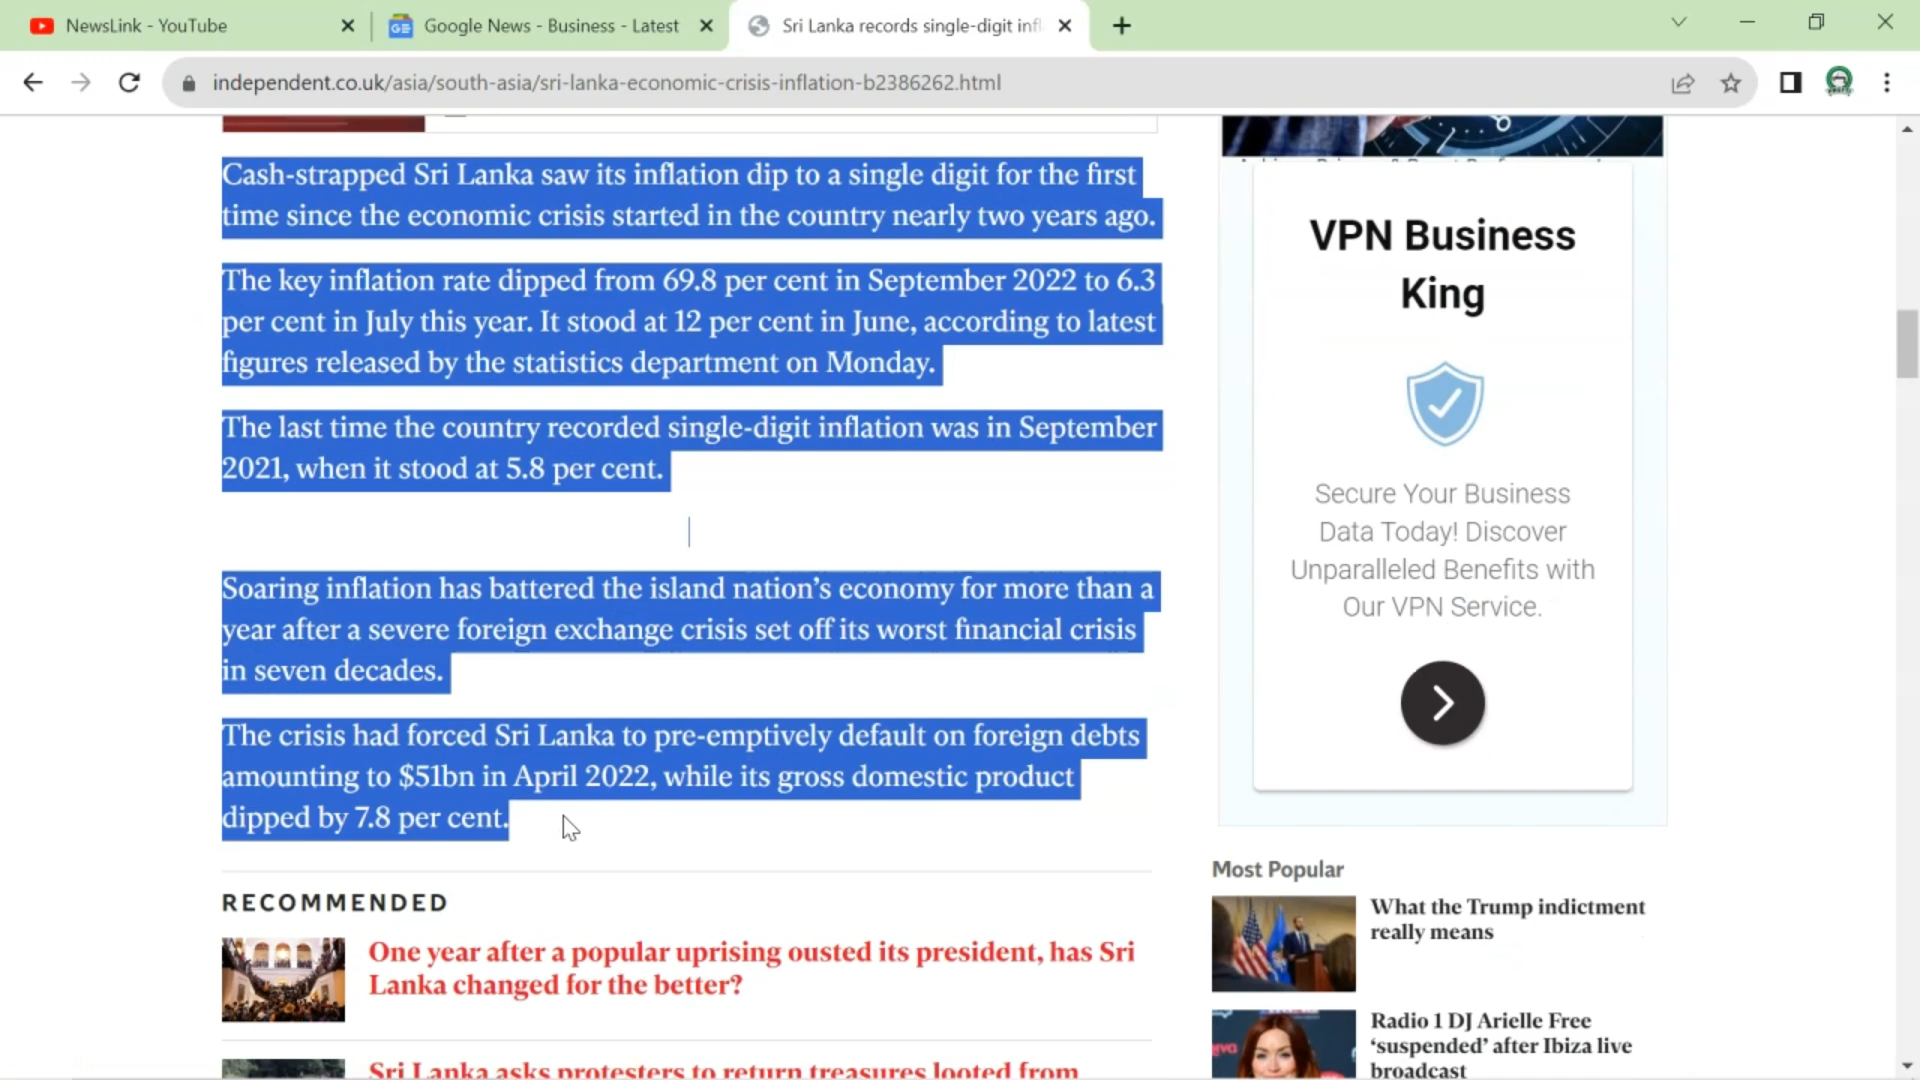 NewsLink - YouTube
Google News - Business - Latest
Sri Lanka records single-digit infl
independent.co.uk/asia/south-asia/sri-lanka-economic-crisis-inflation-b2386262.html
Cash-strapped Sri Lanka saw its inflation dip to a single digit for the first
time since the economic crisis started in the country nearly two years ago.
The key inflation rate dipped from 69.8 per cent in September 2022 to 6.3
per cent in July this year. It stood at 12 per cent in June, according to latest
figures released by the statistics department on Monday.
The last time the country recorded single-digit inflation was in September
2021, when it stood at 5.8 per cent.
Soaring inflation has battered the island nation’s economy for more than a
year after a severe foreign exchange crisis set off its worst financial crisis
in seven decades.
The crisis had forced Sri Lanka to pre-emptively default on foreign debts
amounting to $51bn in April 2022, while its gross domestic product
dipped by 7.8 per cent.
RECOMMENDED
One year after a popular uprising ousted its president, has Sri
Lanka changed for the better?
Sri Lanka asks protesters to return treasures looted from
VPN Business
King
Secure Your Business
Data Today! Discover
Unparalleled Benefits with
Our VPN Service.
Most Popular
What the Trump indictment
really means
Radio 1 DJ Arielle Free
‘suspended’ after Ibiza live
broadcast